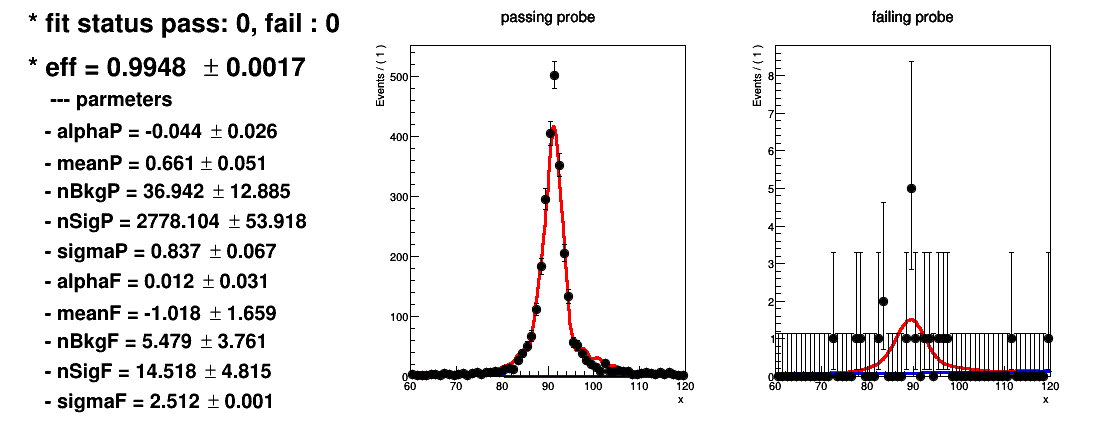 * fit status pass: 0, fail : 0
* eff = 0.9948 ± 0.0017
--- parmeters
- alphaP = -0.044 ± 0.026
- meanP = 0.661 ± 0.051
- nBkgP = 36.942 ± 12.885
- nSigP = 2778.104 ± 53.918
- sigmaP = 0.837 ± 0.067
- alphaF = 0.012 ± 0.031
- meanF = -1.018 ± 1.659
- nBkgF = 5.479 ± 3.761
- nSigF = 14.518 ± 4.815
- sigmaF = 2.512 ± 0.001
passing probe
Events / ( 1 )
500
400
300
200
100
0
60 70 80 90 100 110 120
x
failing probe
Events / ( 1 )
8
7
6
5
4
3
2
1
0
60 70 80 90 100 110 120
x